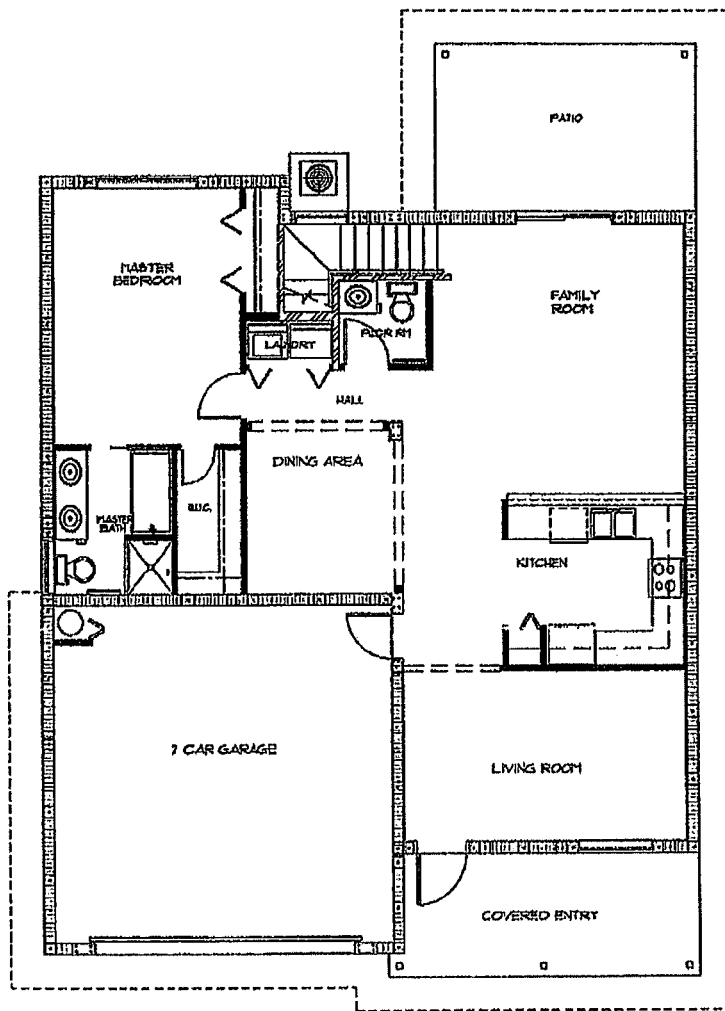 PATIO
MASTER
BEDROOM
FAMILY
ROOM
PWDR RM
HALL
DINING AREA
W.I.C.
MASTER
BATH
KITCHEN
CAR GARAGE
LIVING ROOM
COVERED ENTRY